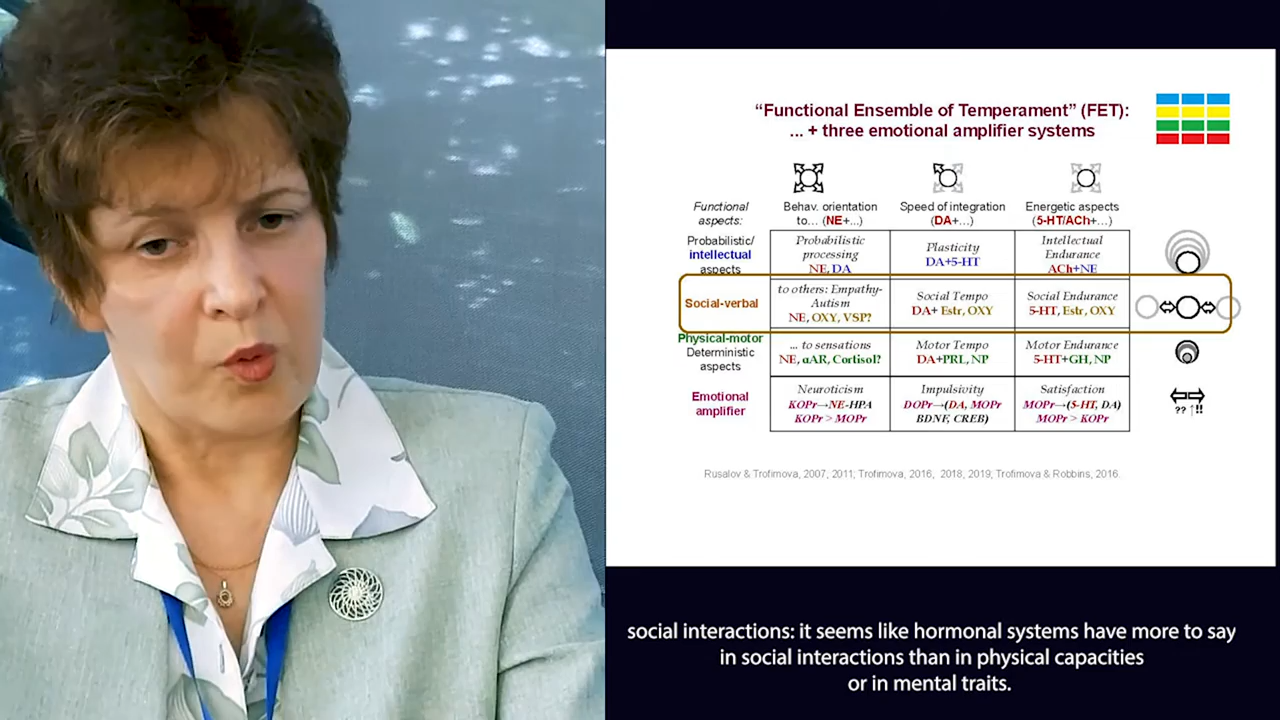 “Functional Ensemble of Temperament” (FET):
... + three emotional amplifier systems
Functional aspects:
Behav. orientation to... (NE+...)
Speed of integration (DA+...)
Energetic aspects (5-HT/ACh+...)
Probabilistic/ intellectual aspects
Probabilistic processing
NE, DA
Plasticity
DA+5-HT
Intellectual Endurance
ACh+NE
Social-verbal
to others: Empathy-Autism
NE, OXY, VSP?
Social Tempo
DA+ Estr, OXY
Social Endurance
5-HT, Estr, OXY
Physical-motor
Deterministic aspects
... to sensations
NE, αAR, Cortisol?
Motor Tempo
DA+PRL, NP
Motor Endurance
5-HT+GH, NP
Emotional amplifier
Neuroticism
KOPr→NE-HPA
KOPr > MOPr
Impulsivity
DOPr→(DA, MOPr
BDNF, CREB)
Satisfaction
MOPr→(5-HT, DA)
MOPr > KOPr
?? ↑!!
Rusalov & Trofimova, 2007, 2011; Trofimova, 2016, 2018, 2019; Trofimova & Robbins, 2016.
social interactions: it seems like hormonal systems have more to say
in social interactions than in physical capacities
or in mental traits.